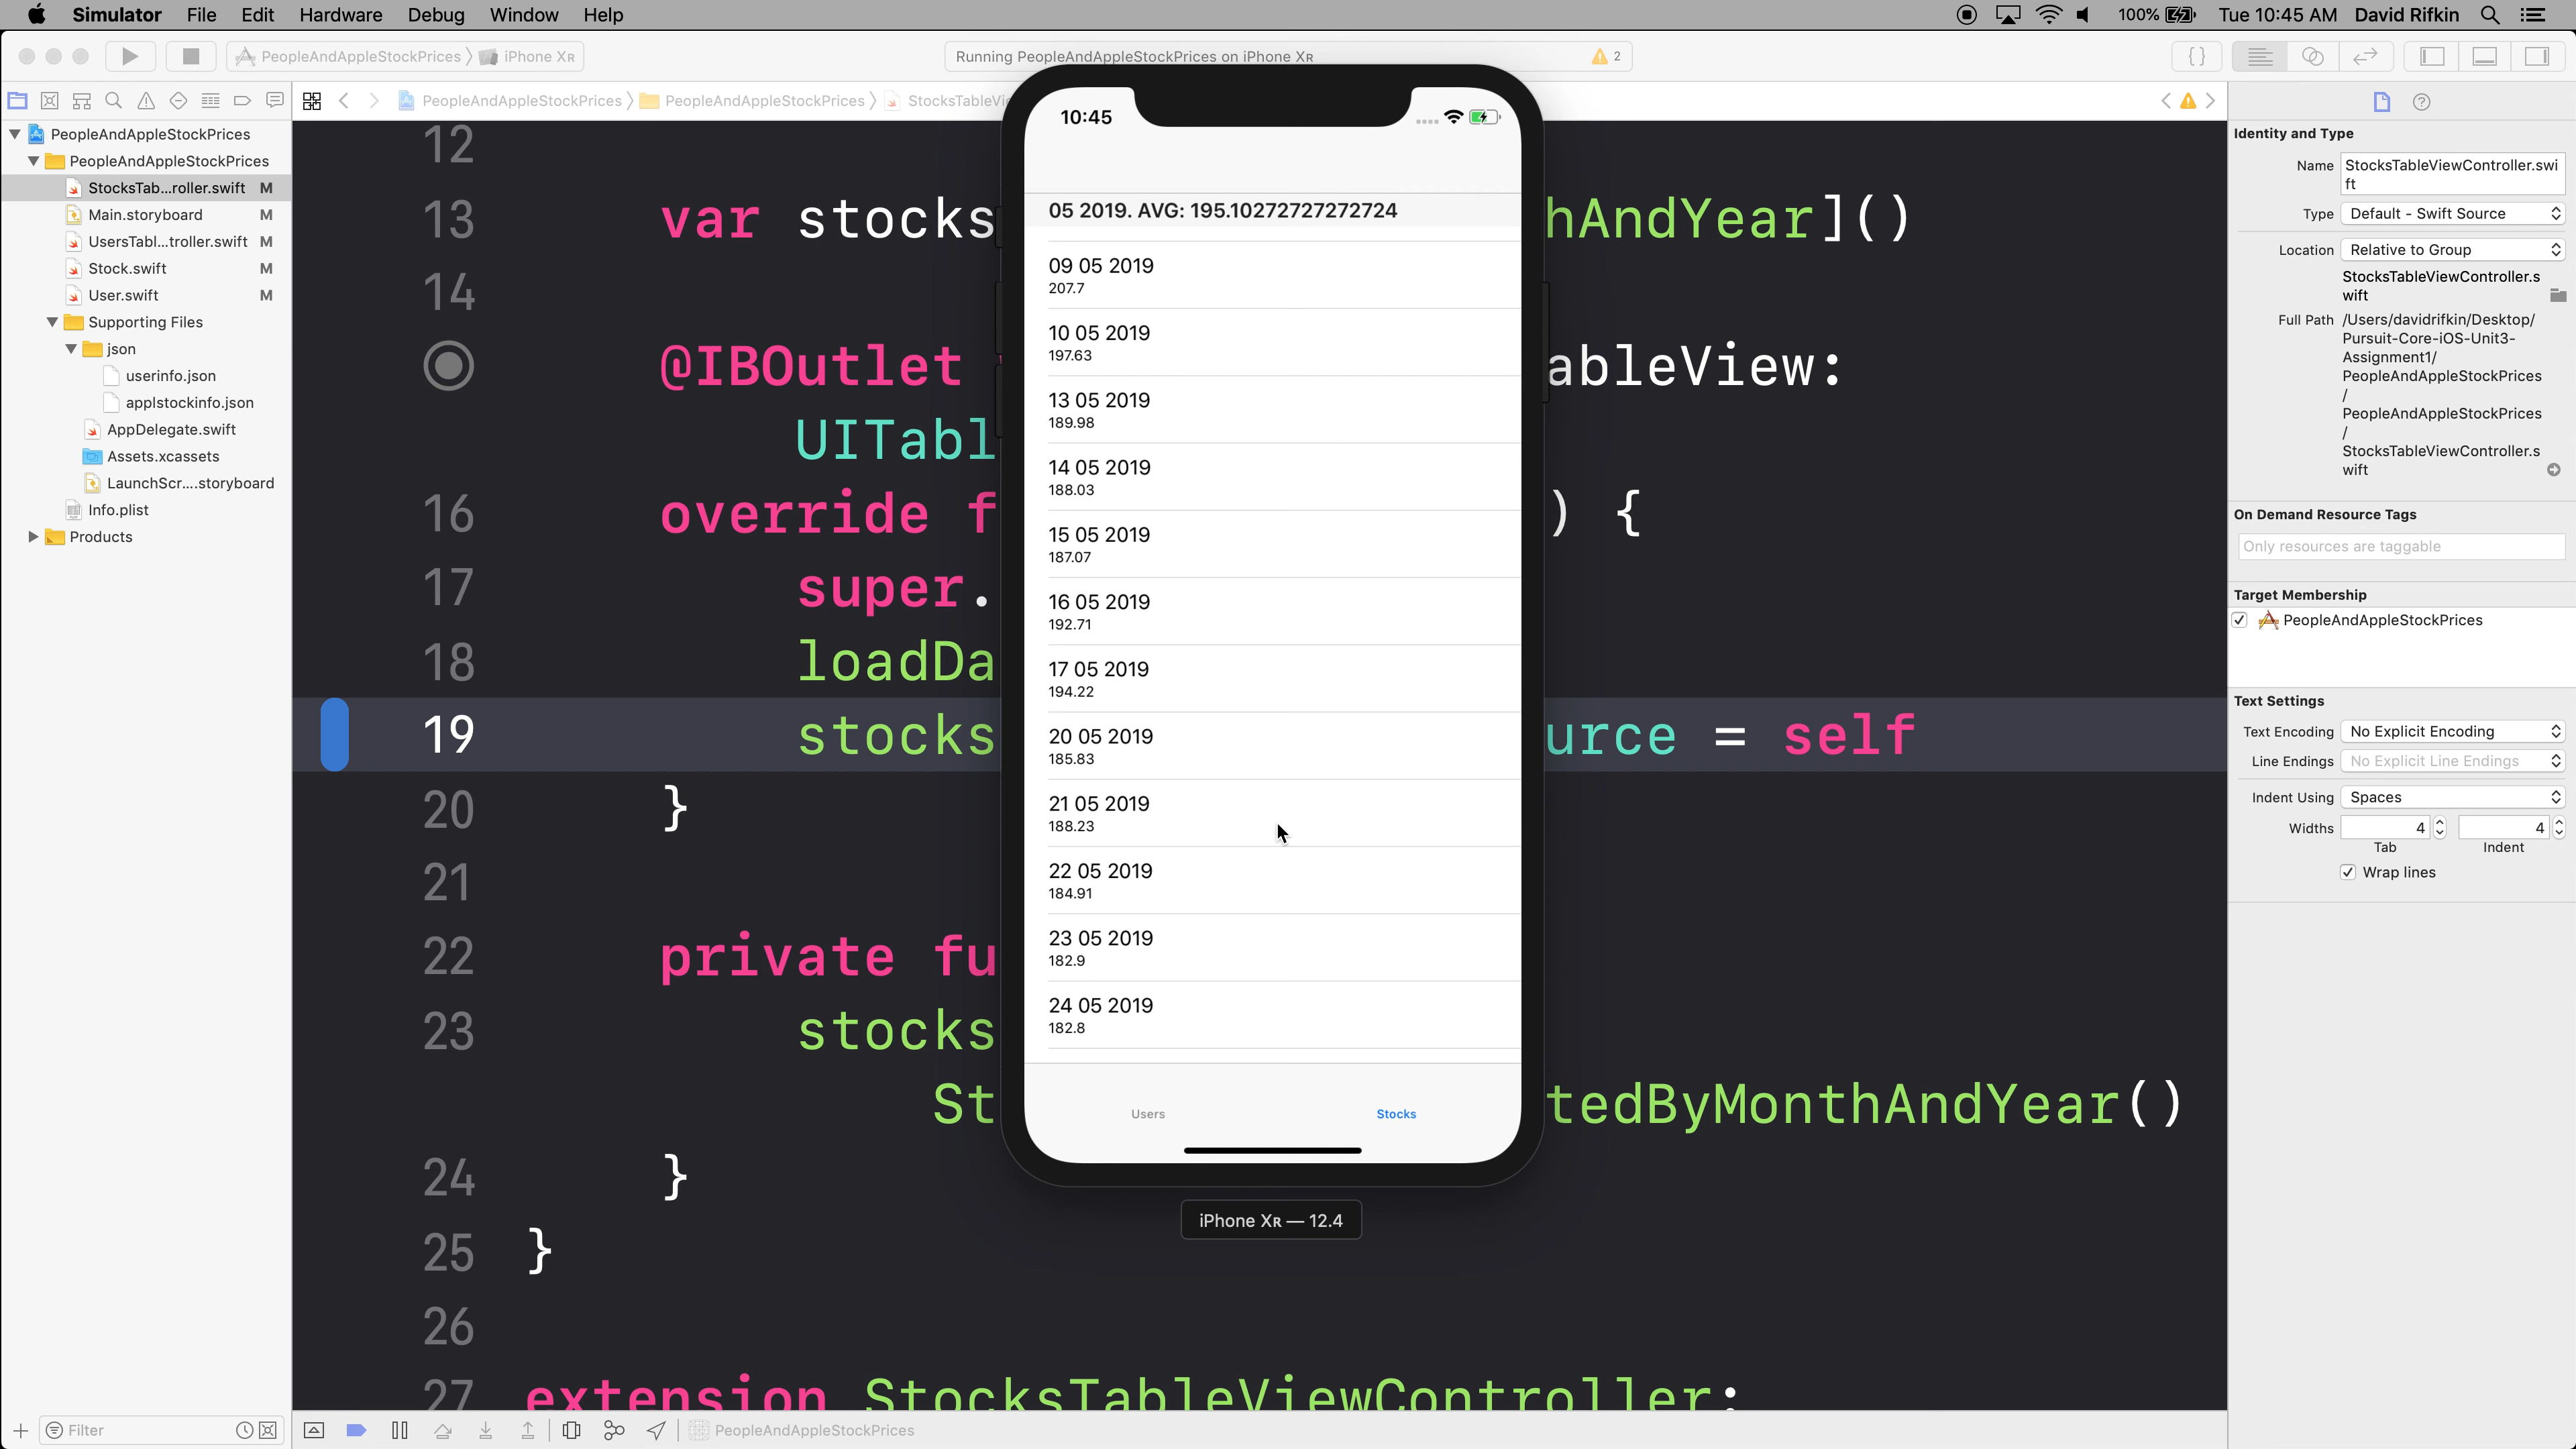 Simulator File Edit Hardware Debug Window Help 100% Tue 10:45 AM David Rifkin
PeopleAndAppleStockPrices iPhone XR Running PeopleAndAppleStockPrices on iPhone XR 2
PeopleAndAppleStockPrices PeopleAndAppleStockPrices StocksTableVi
PeopleAndAppleStockPrices
PeopleAndAppleStockPrices
StocksTab...roller.swift M
Main.storyboard M
UsersTabl...troller.swift M
Stock.swift M
User.swift M
Supporting Files
json
userinfo.json
applstockinfo.json
AppDelegate.swift
Assets.xcassets
LaunchScr....storyboard
Info.plist
Products
Filter
12
13 var stocks hAndYear]()
14
@IBOutlet ableView:
UITabl
16 override f ) {
17 super.
18 loadDa
19 stocks urce = self
20 }
21
22 private fu
23 stocks
St tedByMonthAndYear()
24 }
25 }
26
27 extension StocksTableViewController:
PeopleAndAppleStockPrices
10:45
05 2019. AVG: 195.10272727272724
09 05 2019
207.7
10 05 2019
197.63
13 05 2019
189.98
14 05 2019
188.03
15 05 2019
187.07
16 05 2019
192.71
17 05 2019
194.22
20 05 2019
185.83
21 05 2019
188.23
22 05 2019
184.91
23 05 2019
182.9
24 05 2019
182.8
Users Stocks
iPhone XR — 12.4
Identity and Type
Name StocksTableViewController.swi
ft
Type Default - Swift Source
Location Relative to Group
StocksTableViewController.s
wift
Full Path /Users/davidrifkin/Desktop/
Pursuit-Core-iOS-Unit3-
Assignment1/
PeopleAndAppleStockPrices
/
PeopleAndAppleStockPrices
/
StocksTableViewController.s
wift
On Demand Resource Tags
Only resources are taggable
Target Membership
PeopleAndAppleStockPrices
Text Settings
Text Encoding No Explicit Encoding
Line Endings No Explicit Line Endings
Indent Using Spaces
Widths 4 4
Tab Indent
Wrap lines